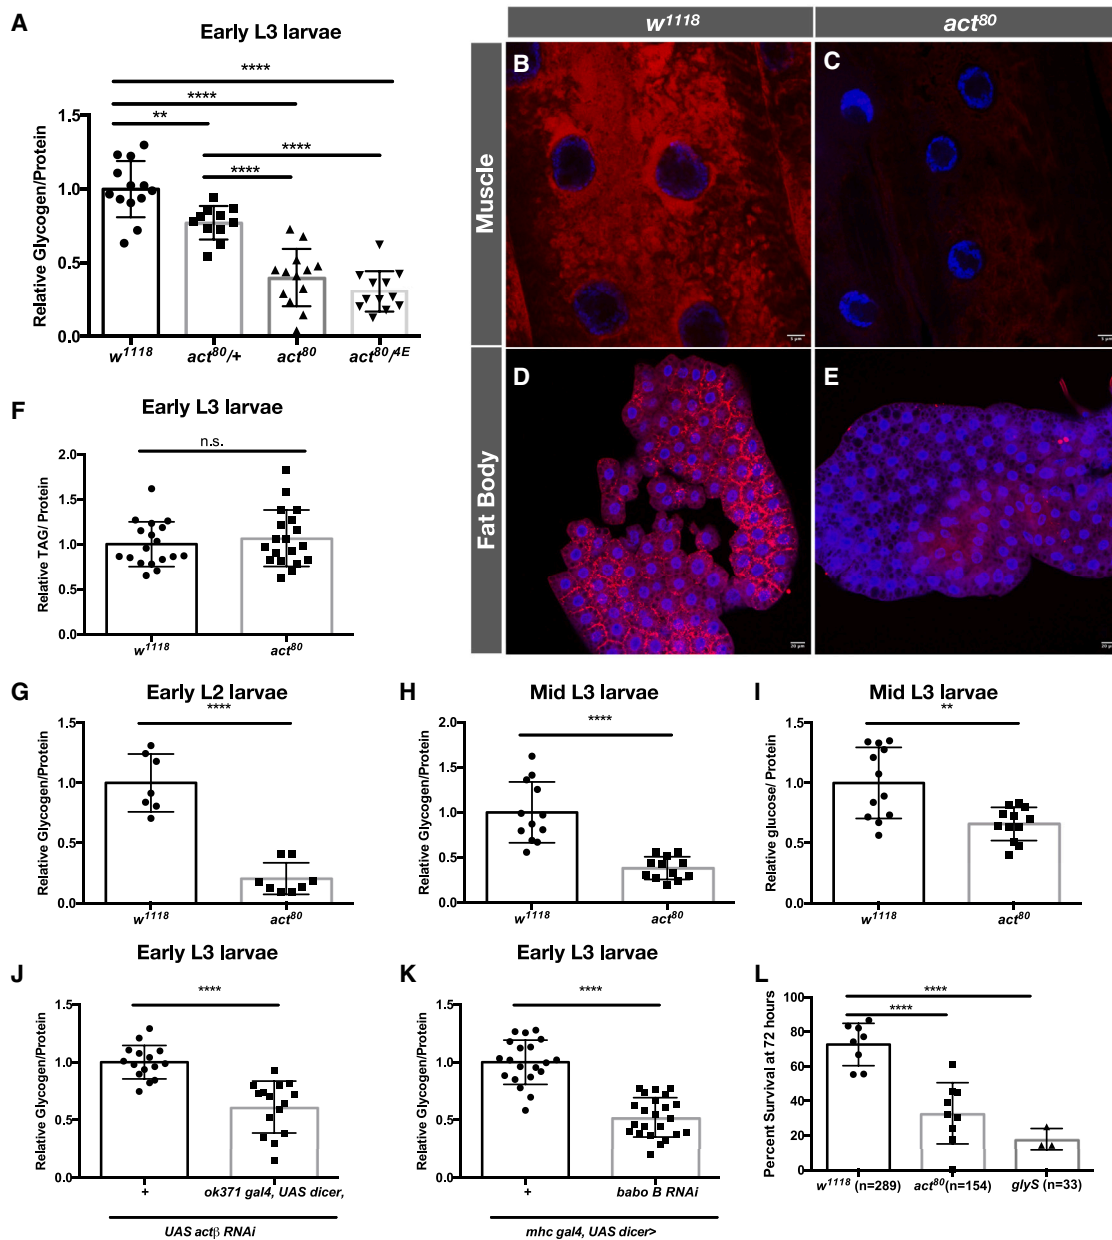 A
Early L3 larvae
****
****
**
****
****
Relative Glycogen/Protein
1.5
1.0
0.5
0.0
w1118
act80/+
act80
act80/4E
w1118
act80
Muscle
Fat Body
B
5 μm
C
5 μm
D
20 μm
E
F
Early L3 larvae
n.s.
Relative TAG/ Protein
2.0
1.5
1.0
0.5
0.0
w1118
act80
G
Early L2 larvae
****
Relative Glycogen/Protein
1.5
1.0
0.5
0.0
w1118
act80
H
Mid L3 larvae
****
Relative Glycogen/Protein
2.0
1.5
1.0
0.5
0.0
w1118
act80
I
Mid L3 larvae
**
Relative glucose/ Protein
1.5
1.0
0.5
0.0
w1118
act80
J
Early L3 larvae
****
Relative Glycogen/Protein
1.5
1.0
0.5
0.0
+
ok371 gal4, UAS dicer,
UAS actβ RNAi
K
Early L3 larvae
****
Relative Glycogen/Protein
1.5
1.0
0.5
0.0
+
babo B RNAi
mhc gal4, UAS dicer>
L
****
****
Percent Survival at 72 hours
100
80
60
40
20
0
w1118 (n=289)
act80(n=154)
glyS (n=33)